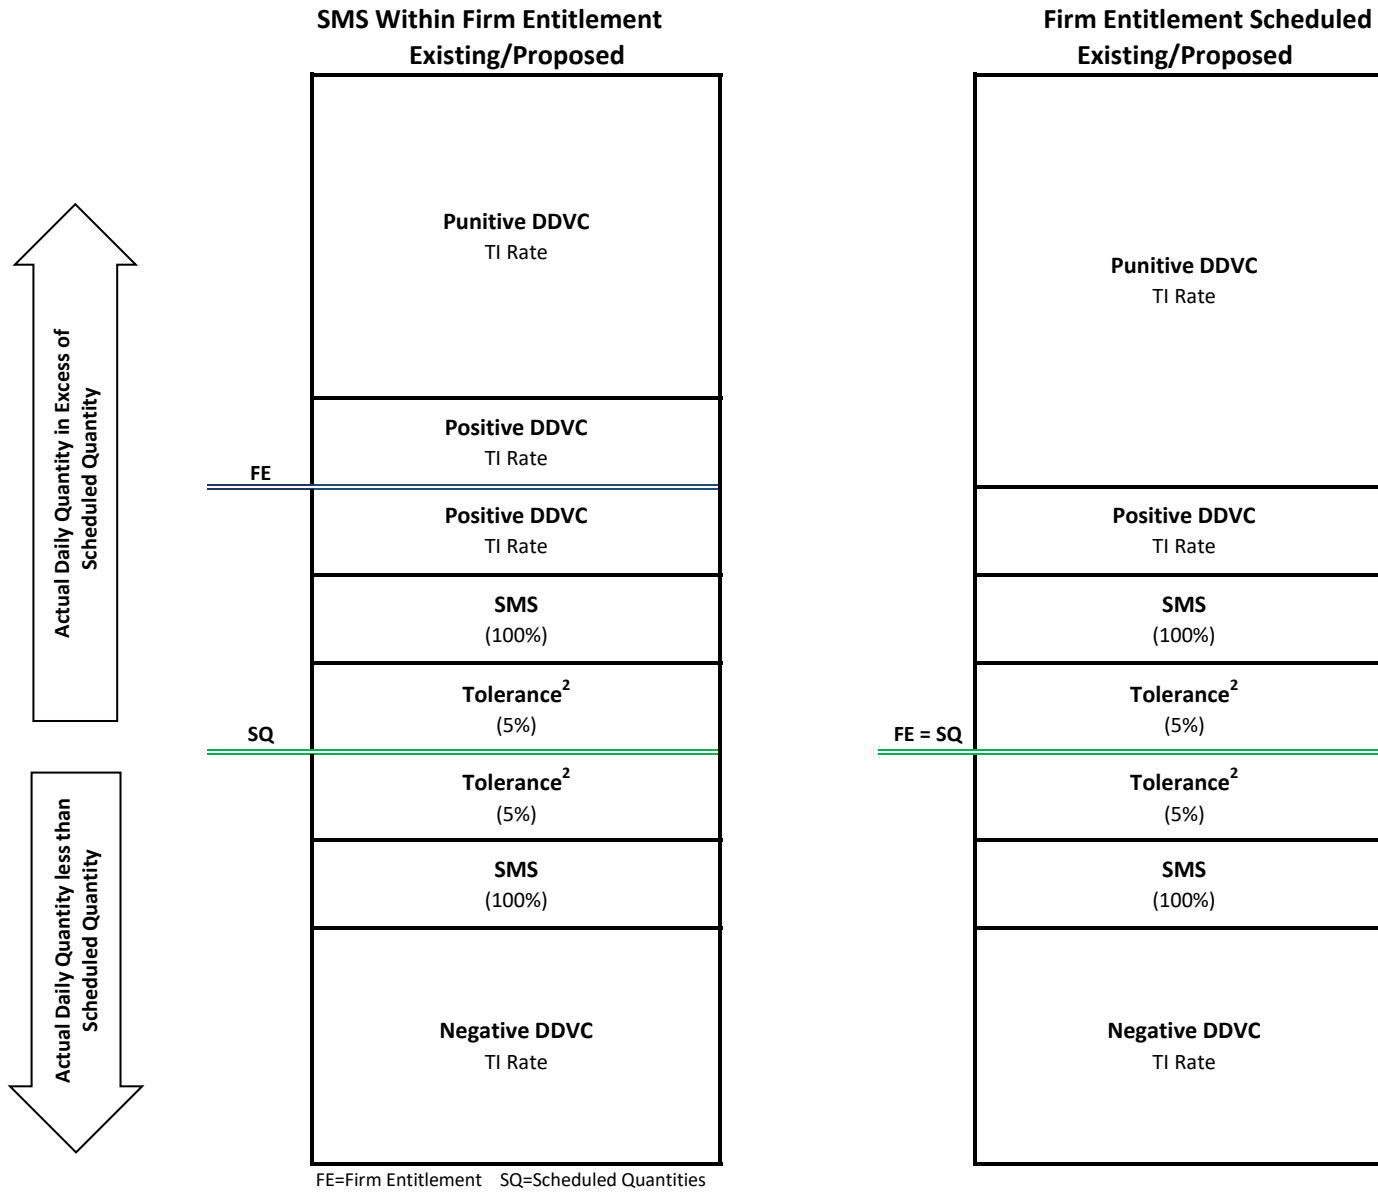 SMS Within Firm Entitlement
Existing/Proposed
Punitive DDVC
TI Rate
Positive DDVC
TI Rate
FE
Positive DDVC
TI Rate
SMS
(100%)
Tolerance2
(5%)
SQ
Tolerance2
(5%)
SMS
(100%)
Negative DDVC
TI Rate
FE=Firm Entitlement SQ=Scheduled Quantities
Actual Daily Quantity in Excess of
Scheduled Quantity
Actual Daily Quantity less than
Scheduled Quantity
Firm Entitlement Scheduled
Existing/Proposed
Punitive DDVC
TI Rate
Positive DDVC
TI Rate
SMS
(100%)
Tolerance2
(5%)
FE = SQ
Tolerance2
(5%)
SMS
(100%)
Negative DDVC
TI Rate